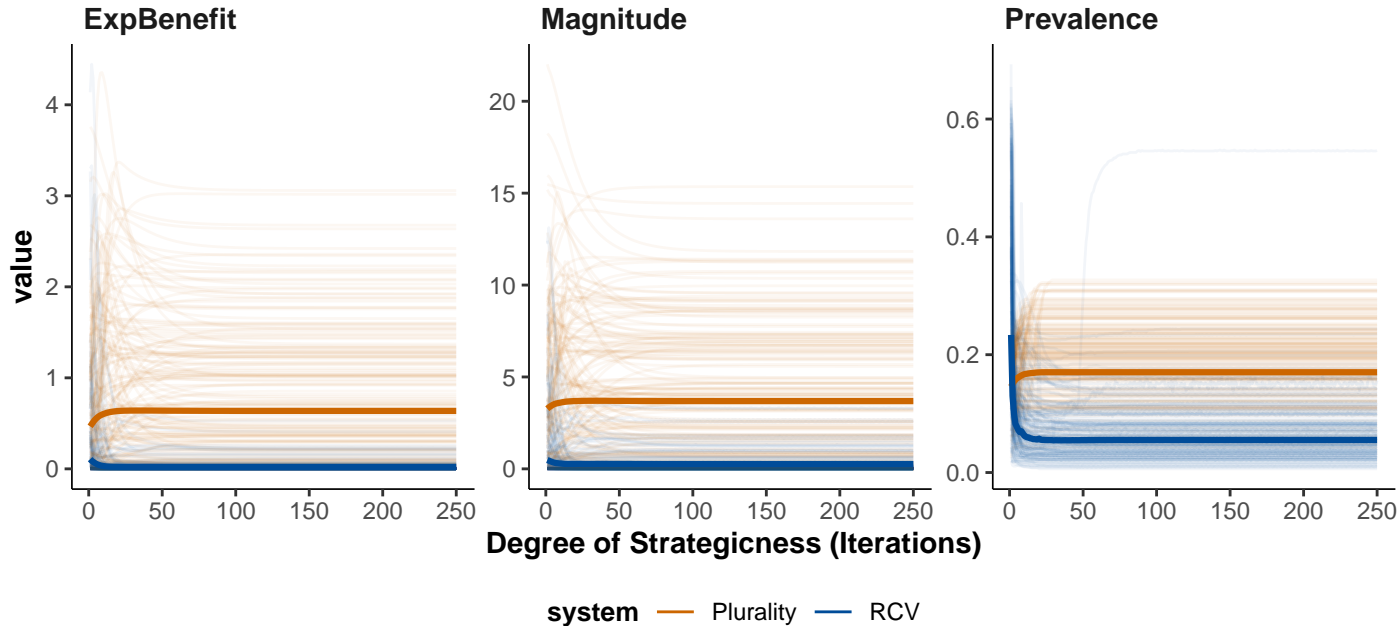 ExpBenefit Magnitude Prevalence
value
4
3
2
1
0
20
15
10
5
0
0.6
0.4
0.2
0.0
0 50 100 150 200 250
0 50 100 150 200 250
0 50 100 150 200 250
Degree of Strategicness (Iterations)
system Plurality RCV